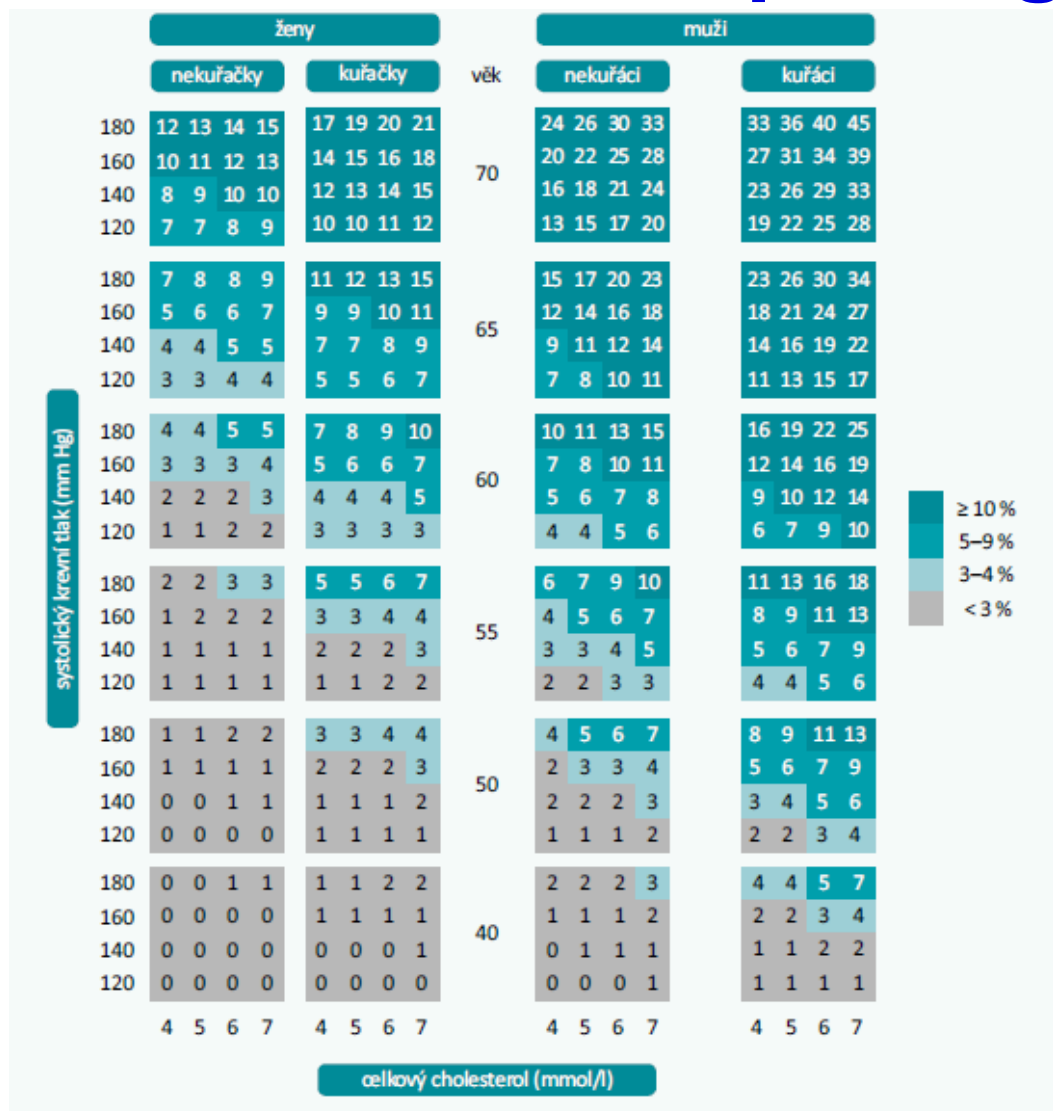 ženy muži
nekuřačky kuřačky věk nekuřáci kuřáci
180 12 13 14 15 17 19 20 21 24 26 30 33 33 36 40 45
160 10 11 12 13 14 15 16 18 20 22 25 28 27 31 34 39
70
140 8 9 10 10 12 13 14 15 16 18 21 24 23 26 29 33
120 7 7 8 9 10 10 11 12 13 15 17 20 19 22 25 28
180 7 8 8 9 11 12 13 15 15 17 20 23 23 26 30 34
160 5 6 6 7 9 9 10 11 12 14 16 18 18 21 24 27
65
140 4 4 5 5 7 7 8 9 9 11 12 14 14 16 19 22
120 3 3 4 4 5 5 6 7 7 8 10 11 11 13 15 17
systolický krevní tlak (mm Hg)
180 4 4 5 5 7 8 9 10 10 11 13 15 16 19 22 25
160 3 3 3 4 5 6 6 7 7 8 10 11 12 14 16 19
60
140 2 2 2 3 4 4 4 5 5 6 7 8 9 10 12 14
120 1 1 2 2 3 3 3 3 4 4 5 6 6 7 9 10
≥ 10 %
5–9 %
3–4 %
< 3 %
180 2 2 3 3 5 5 6 7 6 7 9 10 11 13 16 18
160 1 2 2 2 3 3 4 4 4 5 6 7 8 9 11 13
55
140 1 1 1 1 2 2 2 3 3 3 4 5 5 6 7 9
120 1 1 1 1 1 1 2 2 2 2 3 3 4 4 5 6
180 1 1 2 2 3 3 4 4 4 5 6 7 8 9 11 13
160 1 1 1 1 2 2 2 3 2 3 3 4 5 6 7 9
50
140 0 0 1 1 1 1 1 2 2 2 2 3 3 4 5 6
120 0 0 0 0 1 1 1 1 1 1 1 2 2 2 3 4
180 0 0 1 1 1 1 2 2 2 2 2 3 4 4 5 7
160 0 0 0 0 1 1 1 1 1 1 1 2 2 2 3 4
40
140 0 0 0 0 0 0 0 1 0 1 1 1 1 1 2 2
120 0 0 0 0 0 0 0 0 0 0 0 1 1 1 1 1
4 5 6 7 4 5 6 7 4 5 6 7 4 5 6 7
celkový cholesterol (mmol/l)